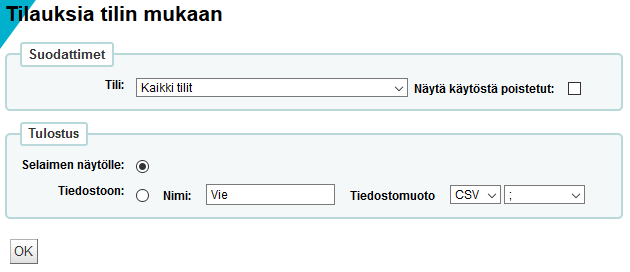 Tilauksia tilin mukaan
Suodattimet
Tili: Kaikki tilit Näytä käytöstä poistetut:
Tulostus
Selaimen näytölle:
Tiedostoon: Nimi: Vie Tiedostomuoto CSV ;
OK